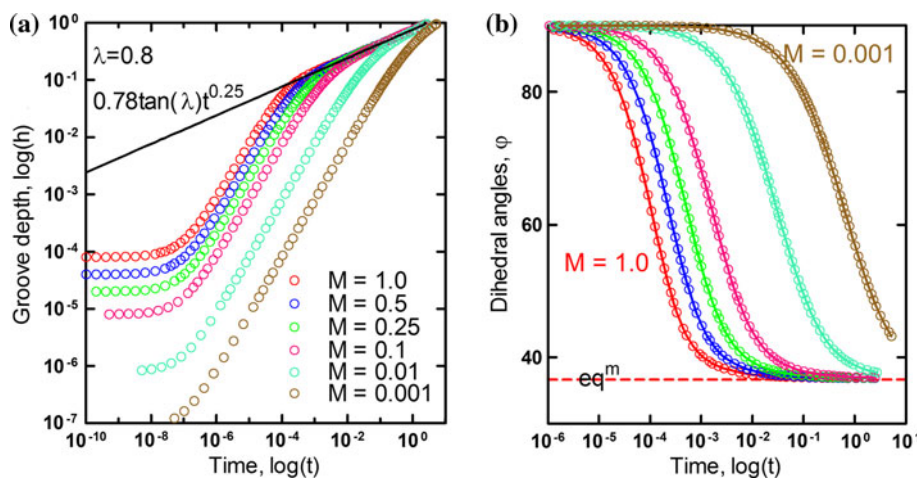 (a)
λ=0.8
0.78tan(λ)t^0.25
Groove depth, log(h)
10^0
10^-1
10^-2
10^-3
10^-4
10^-5
10^-6
10^-7
M = 1.0
M = 0.5
M = 0.25
M = 0.1
M = 0.01
M = 0.001
10^-10
10^-8
10^-6
10^-4
10^-2
10^0
Time, log(t)
(b)
M = 0.001
M = 1.0
eq^m
Dihedral angles, φ
80
60
40
10^-6
10^-5
10^-4
10^-3
10^-2
10^-1
10^0
10^1
Time, log(t)